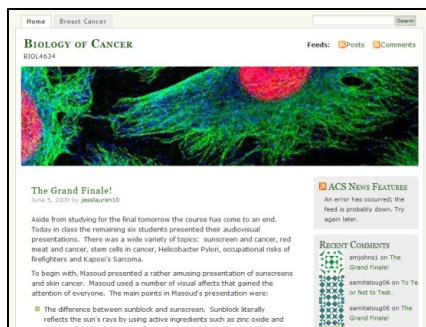 Home Breast Cancer Search
Biology of Cancer
BIOL4634
Feeds: Posts Comments
The Grand Finale!
June 5, 2009 by jesslauren10
Aside from studying for the final tomorrow the course has come to an end.
Today in class the remaining six students presented their audiovisual
presentations. There was a wide variety of topics: sunscreen and cancer, red
meat and cancer, stem cells in cancer, Helicobacter Pylori, occupational risks of
firefighters and Kaposi's Sarcoma.
To begin with, Masoud presented a rather amusing presentation of sunscreens
and skin cancer. Masoud used a number of visual affects that gained the
attention of everyone. The main points in Masoud's presentation were:
The difference between sunblock and sunscreen. Sunblock literally
reflects the sun's rays by using active ingredients such as zinc oxide and
ACS News Features
An error has occurred; the
feed is probably down. Try
again later.
Recent Comments
smjohns1 on The
Grand Finale!
samitatoug06 on To Te
or Not to Test...
samitatoug06 on The
Grand Finale!